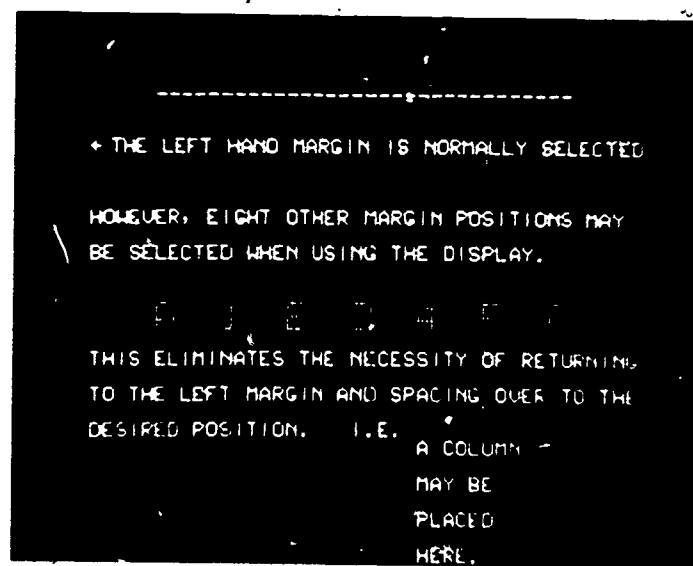 -----------------------------------
← THE LEFT HAND MARGIN IS NORMALLY SELECTED
HOWEVER, EIGHT OTHER MARGIN POSITIONS MAY
BE SELECTED WHEN USING THE DISPLAY.
THIS ELIMINATES THE NECESSITY OF RETURNING
TO THE LEFT MARGIN AND SPACING OVER TO THE
DESIRED POSITION. I.E.
A COLUMN
MAY BE
PLACED
HERE.